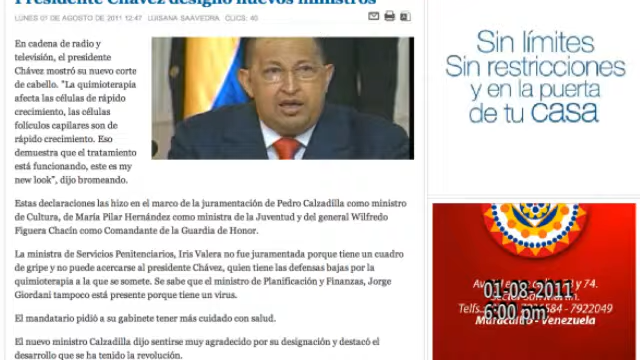 Presidente Chávez designó nuevos ministros
LUNES 01 DE AGOSTO DE 2011 12:47 LUISANA SAAVEDRA. CLICS: 40
En cadena de radio y
televisión, el presidente
Chávez mostró su nuevo corte
de cabello. "La quimioterapia
afecta las células de rápido
crecimiento, las células
folículos capilares son de
rápido crecimiento. Eso
demuestra que el tratamiento
está funcionando, este es my
new look", dijo bromeando.
Estas declaraciones las hizo en el marco de la juramentación de Pedro Calzadilla como ministro
de Cultura, de María Pilar Hernández como ministra de la Juventud y del general Wilfredo
Figuera Chacín como Comandante de la Guardia de Honor.
La ministra de Servicios Penitenciarios, Iris Valera no fue juramentada porque tiene un cuadro
de gripe y no puede acercarse al presidente Chávez, quien tiene las defensas bajas por la
quimioterapia a la que se somete. Se sabe que el ministro de Planificación y Finanzas, Jorge
Giordani tampoco está presente porque tiene un virus.
El mandatario pidió a su gabinete tener más cuidado con salud.
El nuevo ministro Calzadilla dijo sentirse muy agradecido por su designación y destacó el
desarrollo que se ha tenido la revolución.
Sin límites
Sin restricciones
y en la puerta
de tu casa
y 74.
01-08-2011
Telfs.
- 7922049
6:00 pm.
Maracaibo - Venezuela